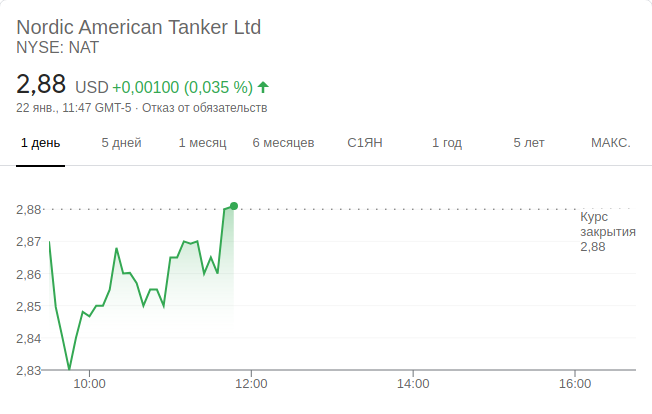 Nordic American Tanker Ltd
NYSE: NAT
2,88 USD +0,00100 (0,035 %)
22 янв., 11:47 GMT-5 · Отказ от обязательств
1 день 5 дней 1 месяц 6 месяцев С1ЯН 1 год 5 лет МАКС.
2,88
Курс
закрытия
2,88
2,87
2,86
2,85
2,84
2,83
10:00 12:00 14:00 16:00